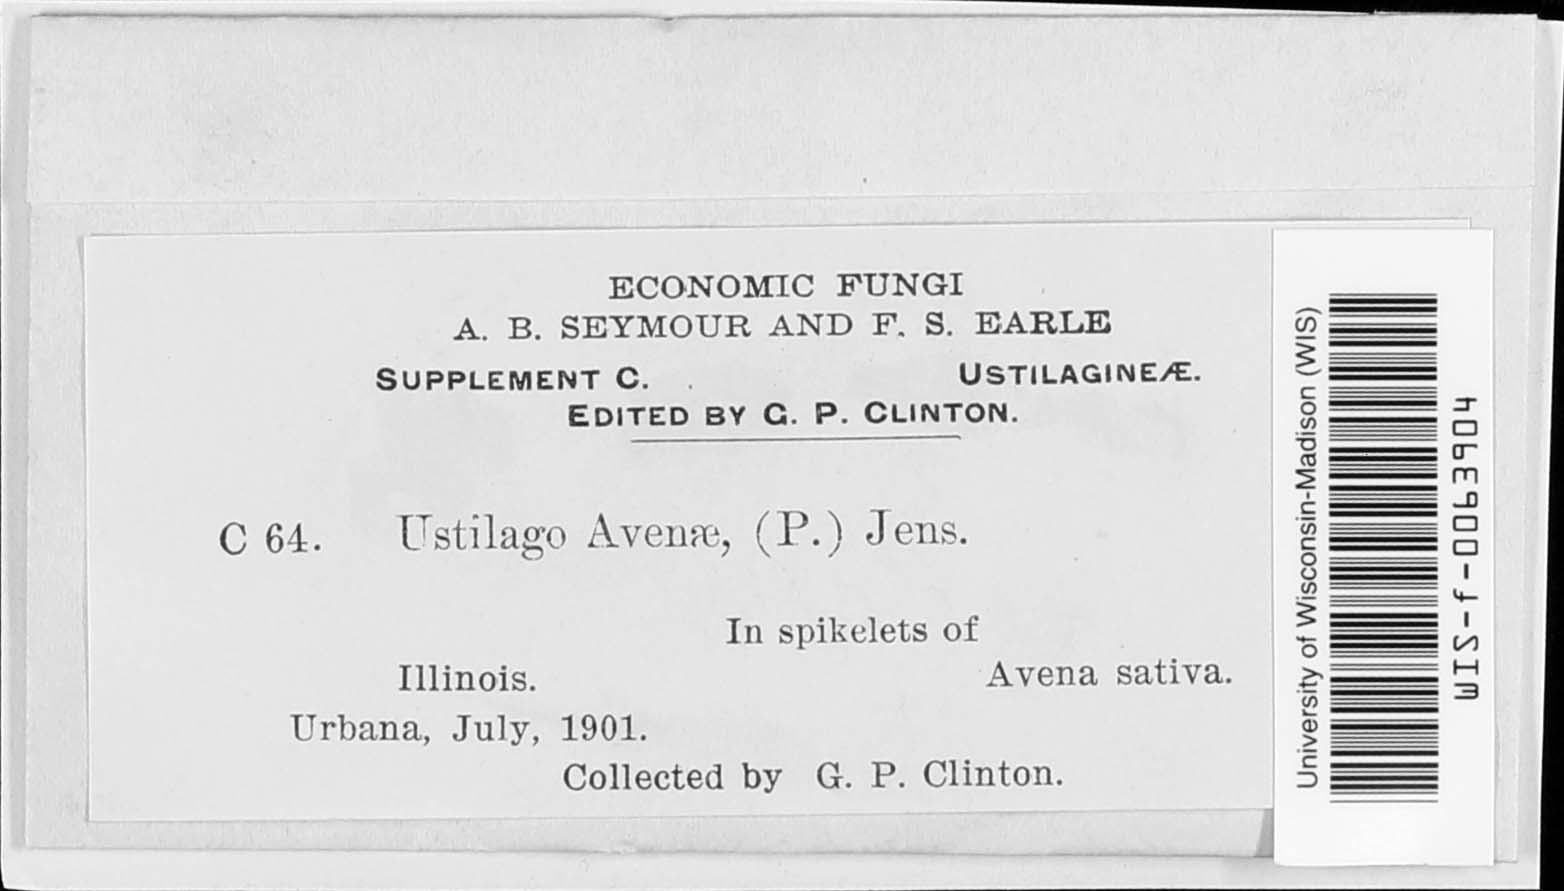 ECONOMIC FUNGI
A. B. SEYMOUR AND F. S. EARLE
SUPPLEMENT C. USTILAGINEÆ.
EDITED BY G. P. CLINTON.
C 64. Ustilago Avenæ, (P.) Jens.
In spikelets of
Avena sativa.
Illinois.
Urbana, July, 1901.
Collected by G. P. Clinton.
University of Wisconsin-Madison (WIS)
WIS-f-0093904